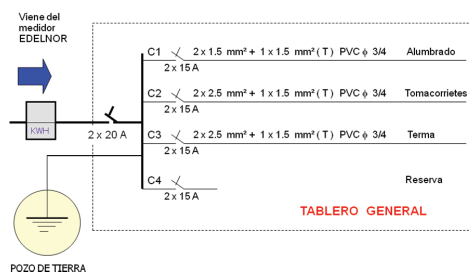 Viene del
medidor
EDELNOR
KWH
2 x 20 A
C1 2 x 1.5 mm² + 1 x 1.5 mm² ( T ) PVC ϕ 3/4 Alumbrado
2 x 15 A
C2 2 x 2.5 mm² + 1 x 1.5 mm² ( T ) PVC ϕ 3/4 Tomacorrietes
2 x 15 A
C3 2 x 2.5 mm² + 1 x 1.5 mm² ( T ) PVC ϕ 3/4 Terma
2 x 15 A
C4 Reserva
2 x 15 A
TABLERO GENERAL
POZO DE TIERRA